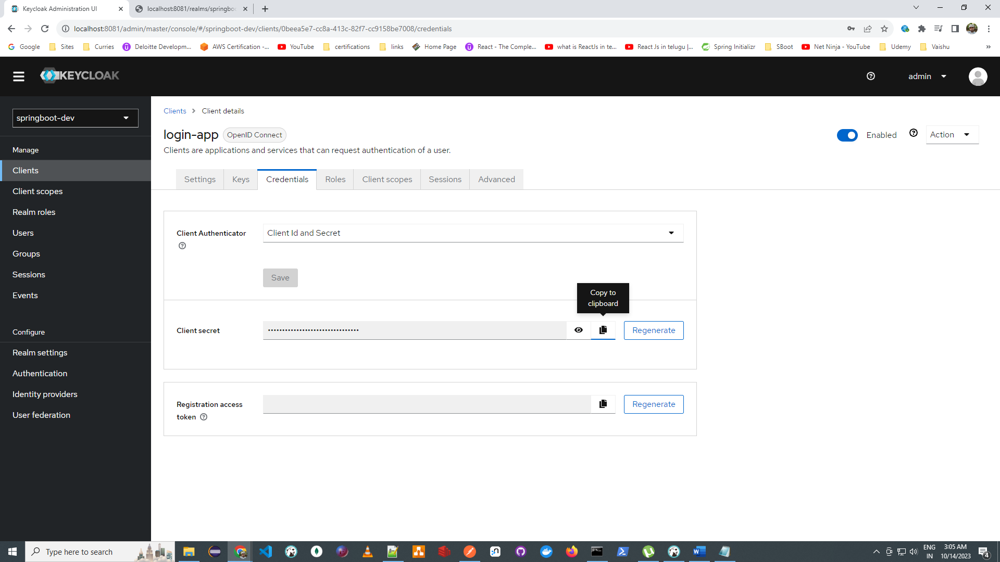 Keycloak Administration UI
localhost:8081/realms/springboo
localhost:8081/admin/master/console/#/springboot-dev/clients/0beea5e7-cc8a-413c-82f7-cc9158be7008/credentials
Google
Sites
Curries
Deloitte Developm...
AWS Certification -...
YouTube
certifications
links
Home Page
React - The Comple...
what is ReactJs in te...
React Js in telugu |...
Spring Initializr
SBoot
Net Ninja - YouTube
Udemy
Vaishu
KEYCLOAK
admin
springboot-dev
Manage
Clients
Client scopes
Realm roles
Users
Groups
Sessions
Events
Configure
Realm settings
Authentication
Identity providers
User federation
Clients > Client details
login-app OpenID Connect
Enabled
Action
Clients are applications and services that can request authentication of a user.
Settings
Keys
Credentials
Roles
Client scopes
Sessions
Advanced
Client Authenticator
Client Id and Secret
Save
Copy to
clipboard
Client secret
••••••••••••••••••••••••••••••••
Regenerate
Registration access
token
Regenerate
Type here to search
ENG
IN
3:05 AM
10/14/2023
4